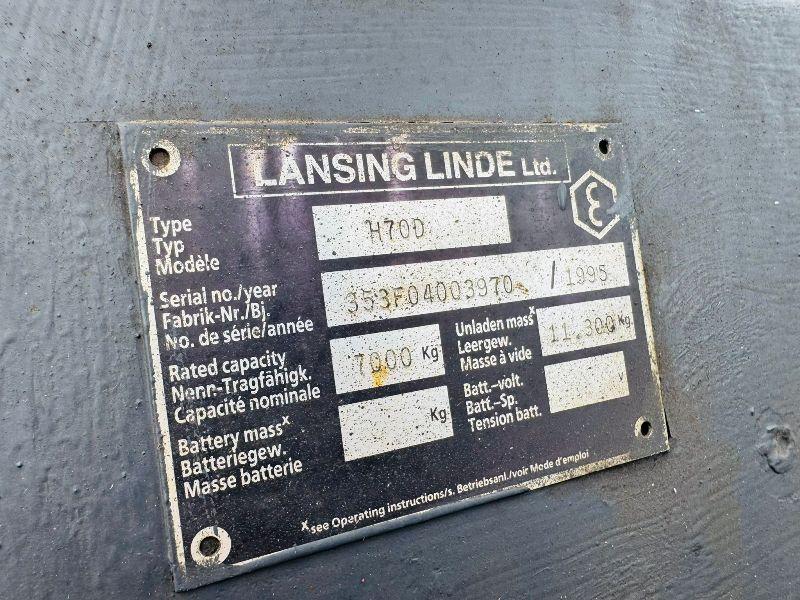 LANSING LINDE Ltd.
Type
Typ
Modèle
H70D
Serial no./year
Fabrik-Nr./Bj.
No. de série/année
353F04003970 / 1995
Rated capacity
Nenn-Tragfähigk.
Capacité nominale
7000 Kg
Unladen mass x
Leergew.
Masse à vide
11.300 Kg
Battery mass x
Batteriegew.
Masse batterie
Kg
Batt.-volt.
Batt.-Sp.
Tension batt.
V
x see Operating instructions/s. Betriebsanl./voir Mode d'emploi